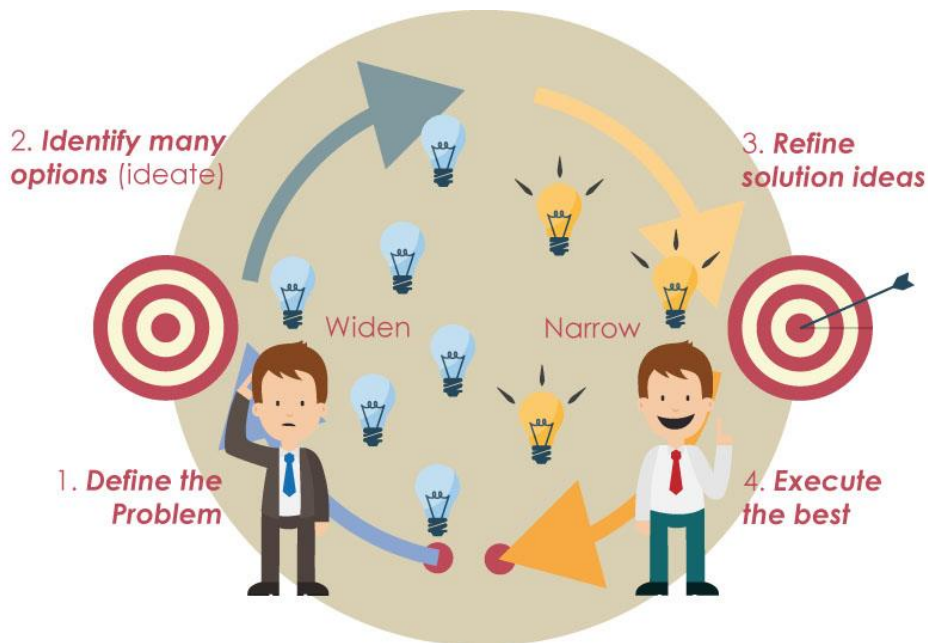 2. Identify many
options (ideate)
3. Refine
solution ideas
Widen
Narrow
1. Define the
Problem
4. Execute
the best